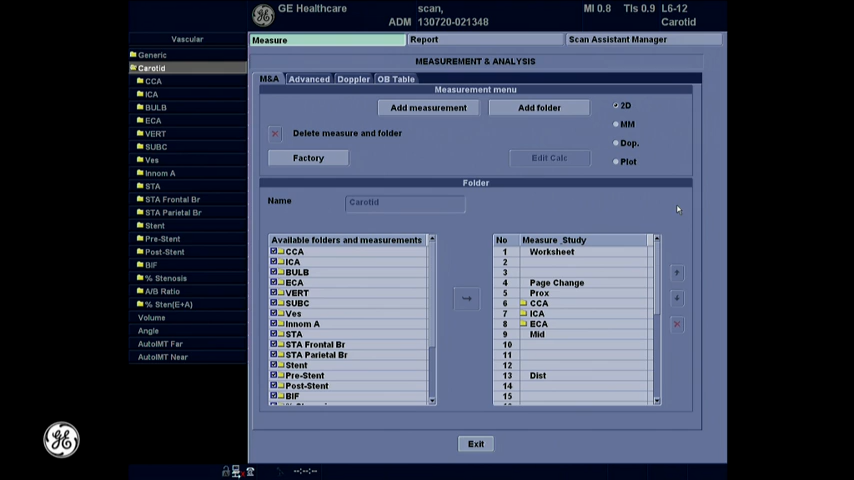 GE Healthcare
scan,
MI 0.8 TIs 0.9 L6-12
ADM 130720-021348
Carotid
Vascular
Generic
Carotid
CCA
ICA
BULB
ECA
VERT
SUBC
Ves
Innom A
STA
STA Frontal Br
STA Parietal Br
Stent
Pre-Stent
Post-Stent
BIF
% Stenosis
A/B Ratio
% Sten(E+A)
Volume
Angle
AutoIMT Far
AutoIMT Near
Measure
Report
Scan Assistant Manager
MEASUREMENT & ANALYSIS
M&A
Advanced
Doppler
OB Table
Measurement menu
Add measurement
Add folder
2D
MM
Dop.
Plot
Delete measure and folder
Factory
Edit Calc
Folder
Name
Carotid
Available folders and measurements
CCA
ICA
BULB
ECA
VERT
SUBC
Ves
Innom A
STA
STA Frontal Br
STA Parietal Br
Stent
Pre-Stent
Post-Stent
BIF
No Measure_Study
1 Worksheet
2
3
4 Page Change
5 Prox
6 CCA
7 ICA
8 ECA
9 Mid
10
11
12
13 Dist
14
15
Exit
GE
--:--:--